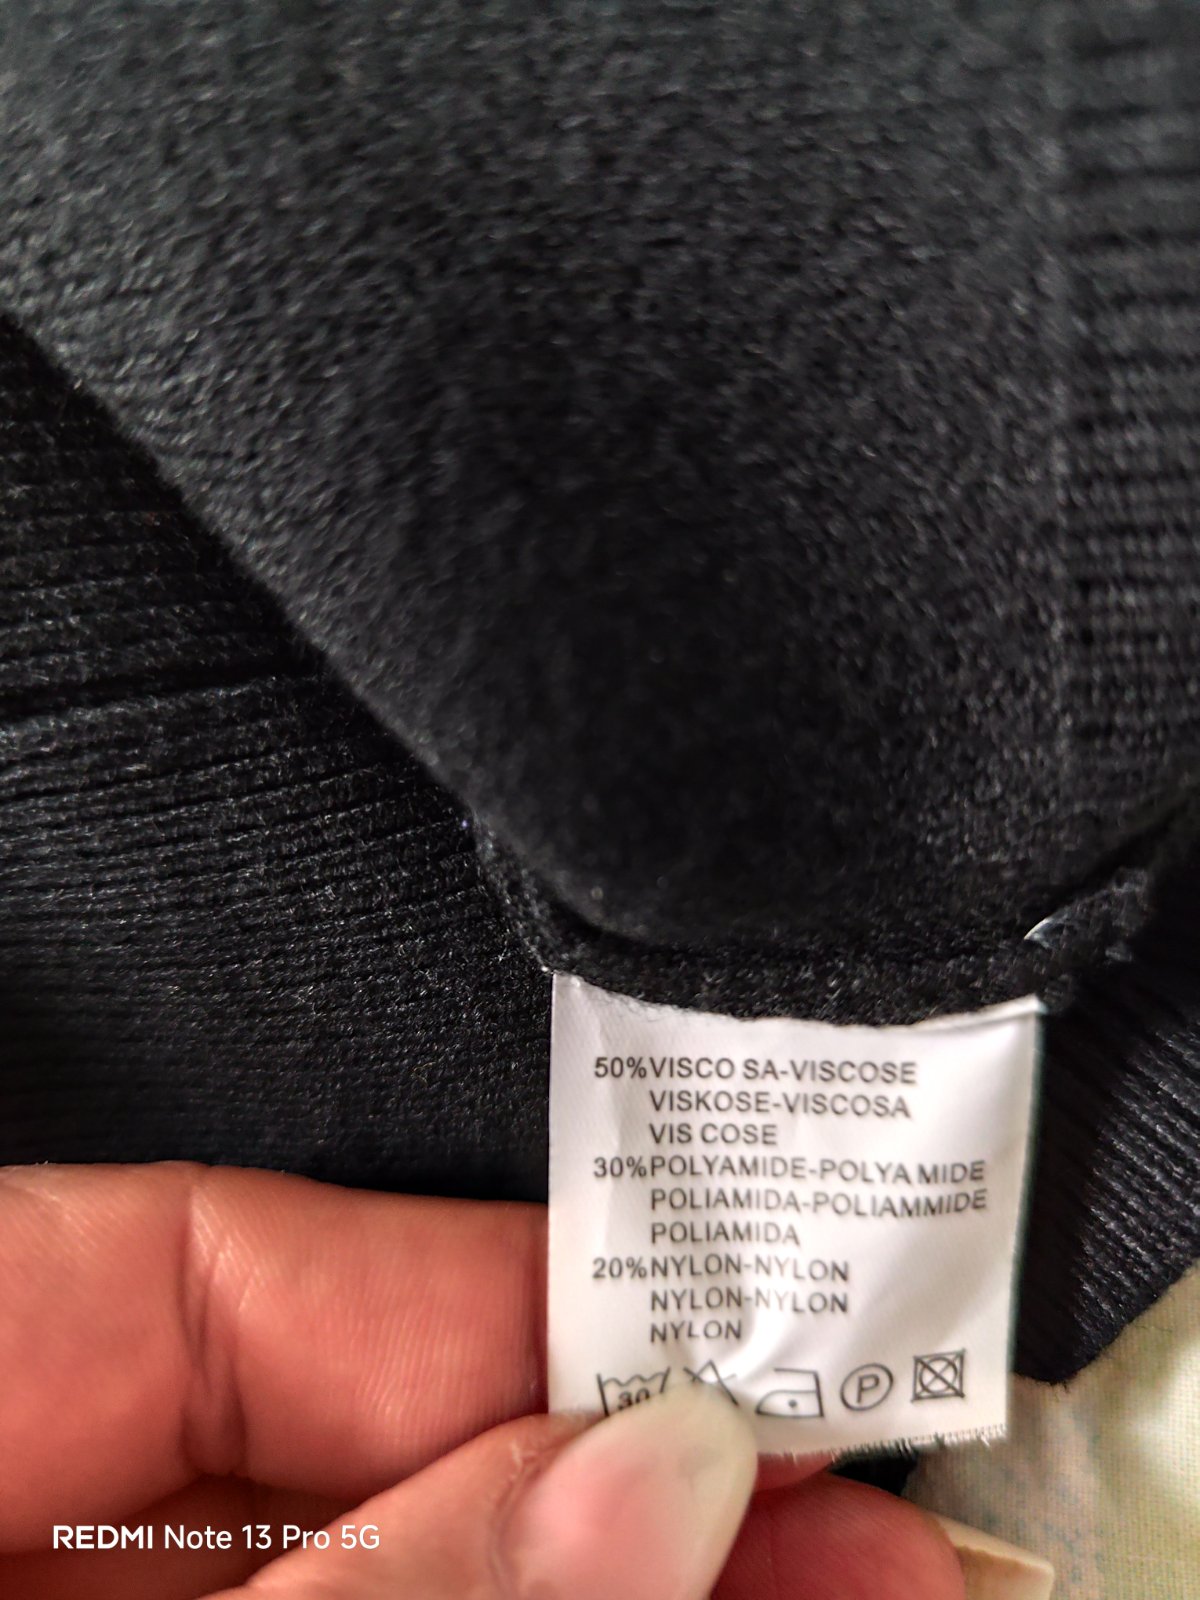 50%VISCO SA-VISCOSE
VISKOSE-VISCOSA
VIS COSE
30%POLYAMIDE-POLYA MIDE
POLIAMIDA-POLIAMMIDE
POLIAMIDA
20%NYLON-NYLON
NYLON-NYLON
NYLON
30 P
REDMI Note 13 Pro 5G